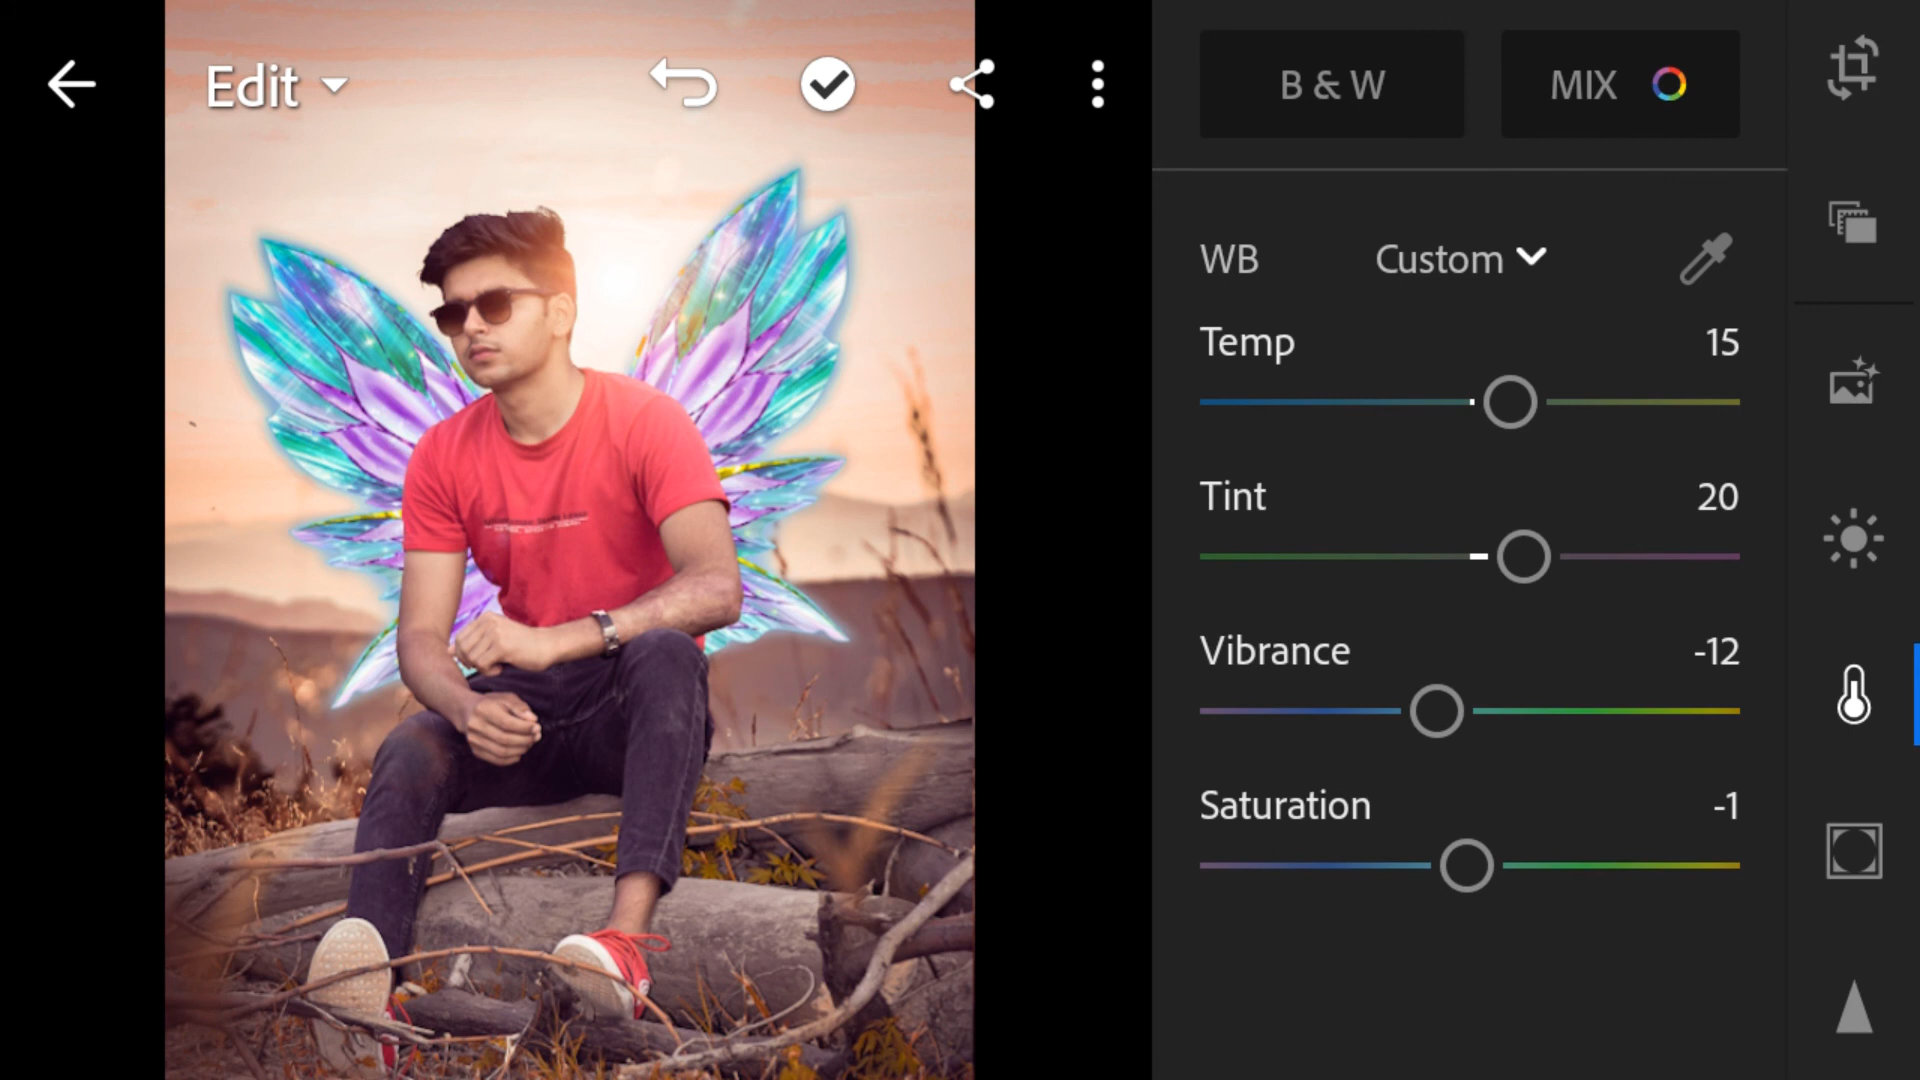 Edit
B & W
MIX
WB
Custom
Temp
15
Tint
20
Vibrance
-12
Saturation
-1